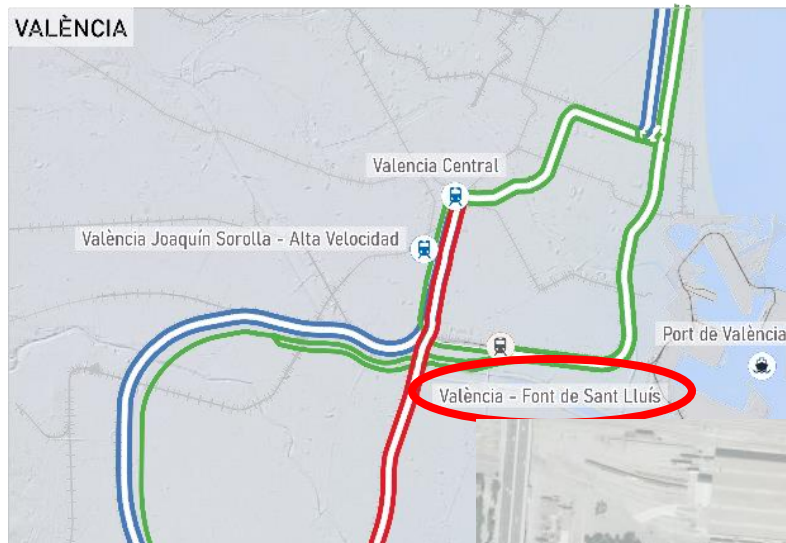 VALÈNCIA
Valencia Central
València Joaquín Sorolla - Alta Velocidad
Port de València
València - Font de Sant Lluís